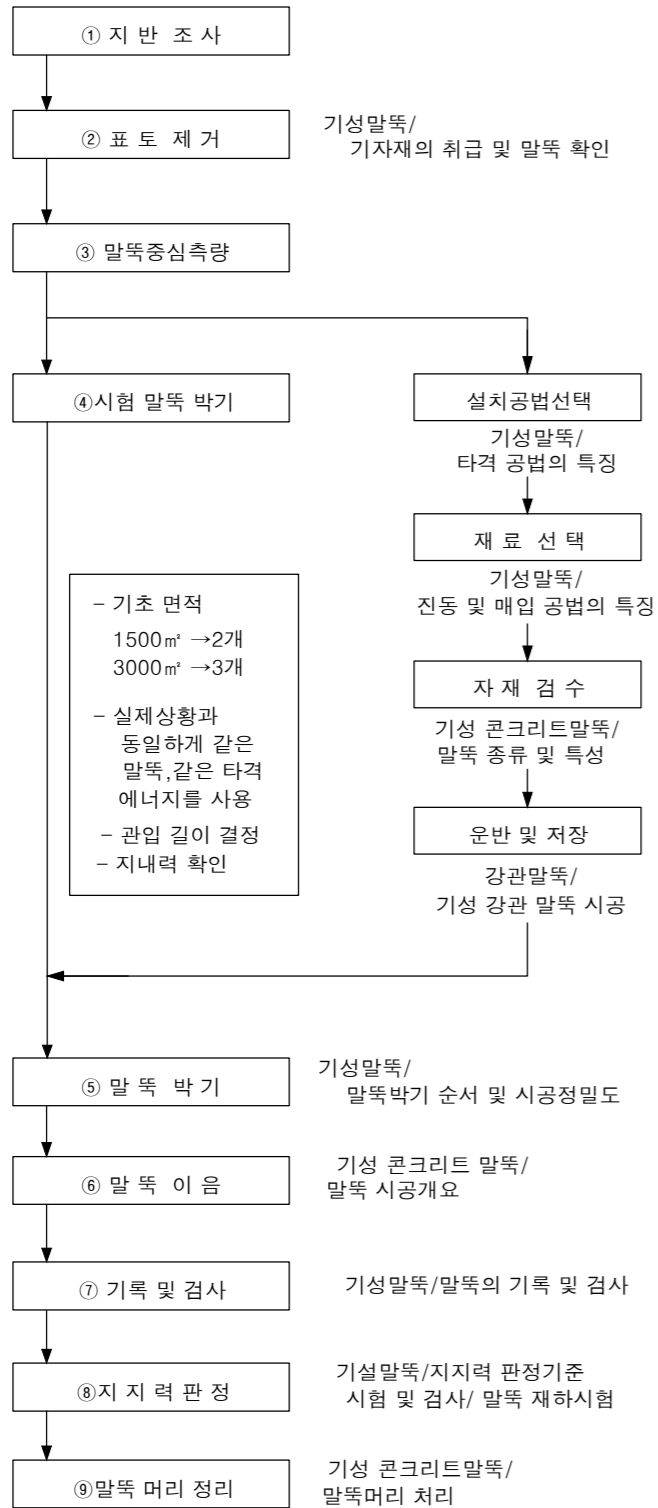 ① 지 반 조 사
② 표 토 제 거
기성말뚝/
기자재의 취급 및 말뚝 확인
③ 말뚝중심측량
④시험 말뚝 박기
설치공법선택
기성말뚝/
타격 공법의 특징
재 료 선 택
기성말뚝/
진동 및 매입 공법의 특징
자 재 검 수
기성 콘크리트말뚝/
말뚝 종류 및 특성
운반 및 저장
강관말뚝/
기성 강관 말뚝 시공
- 기초 면적
1500㎡ →2개
3000㎡ →3개
- 실제상황과
동일하게 같은
말뚝,같은 타격
에너지를 사용
- 관입 길이 결정
- 지내력 확인
⑤ 말 뚝 박 기
기성말뚝/
말뚝박기 순서 및 시공정밀도
⑥ 말 뚝 이 음
기성 콘크리트 말뚝/
말뚝 시공개요
⑦ 기록 및 검사
기성말뚝/말뚝의 기록 및 검사
⑧지 지 력 판 정
기설말뚝/지지력 판정기준
시험 및 검사/ 말뚝 재하시험
⑨말뚝 머리 정리
기성 콘크리트말뚝/
말뚝머리 처리